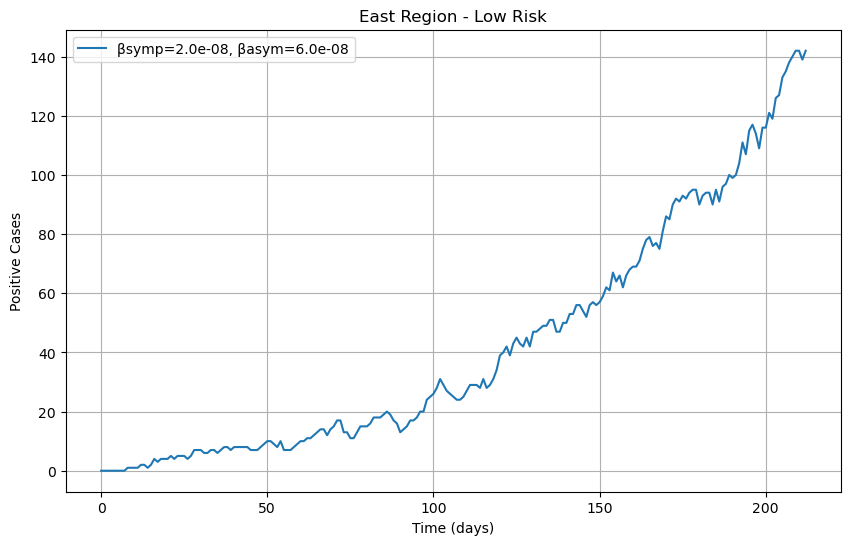 East Region - Low Risk
βsymp=2.0e-08, βasym=6.0e-08
140
120
100
80
60
40
20
0
Positive Cases
0 50 100 150 200
Time (days)